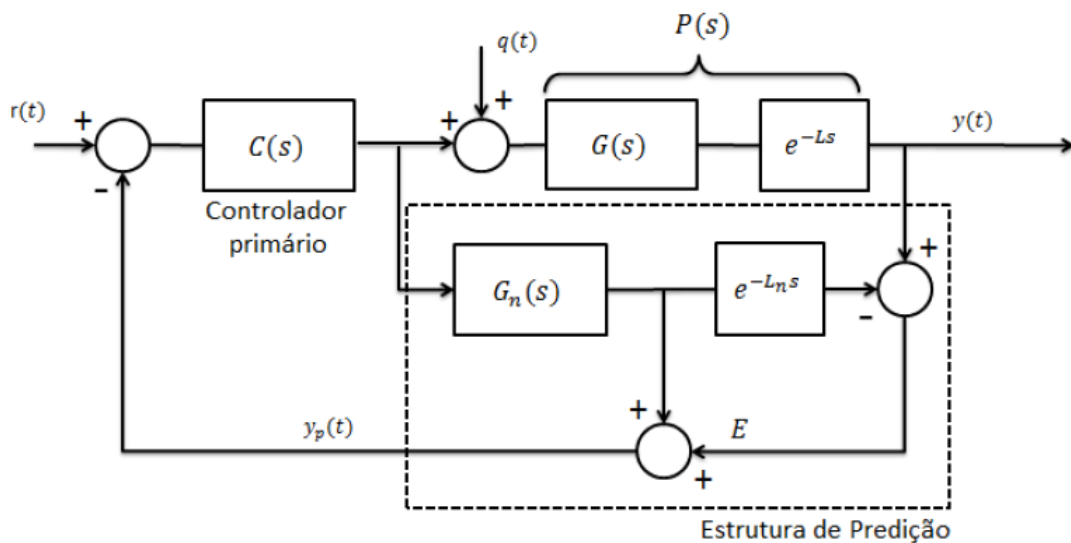 P(s)
q(t)
r(t)
+
+
+
-
C(s)
G(s)
e^{-Ls}
y(t)
Controlador
primário
G_n(s)
e^{-L_n s}
+
-
+
E
+
y_p(t)
Estrutura de Predição